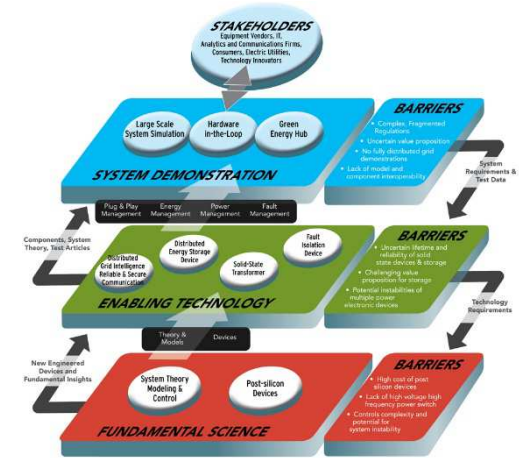 STAKEHOLDERS
Equipment Vendors, IT,
Analytics and Communications Firms,
Consumers, Electric Utilities,
Technology Innovators
Large Scale
System Simulation
Hardware
in-the-Loop
Green
Energy Hub
SYSTEM DEMONSTRATION
BARRIERS
• Complex, Fragmented
Regulations
• Uncertain value proposition
• No fully distributed grid
demonstrations
• Lack of model and
component interoperability
System
Requirements &
Test Data
Plug & Play
Management
Energy
Management
Power
Management
Fault
Management
Components, System
Theory, Test Articles
Distributed
Grid Intelligence
Reliable & Secure
Communication
Distributed
Energy Storage
Device
Solid-State
Transformer
Fault
Isolation
Device
ENABLING TECHNOLOGY
BARRIERS
• Uncertain lifetime and
reliability of solid
state devices & storage
• Challenging
value proposition
for storage
• Potential instabilities of
multiple power
electronic devices
Technology
Requirements
Theory &
Models
Devices
New Engineered
Devices and
Fundamental Insights
System Theory
Modeling &
Control
Post-silicon
Devices
FUNDAMENTAL SCIENCE
BARRIERS
• High cost of post
silicon devices
• Lack of high voltage high
frequency power switch
• Controls complexity and
potential for
system instability